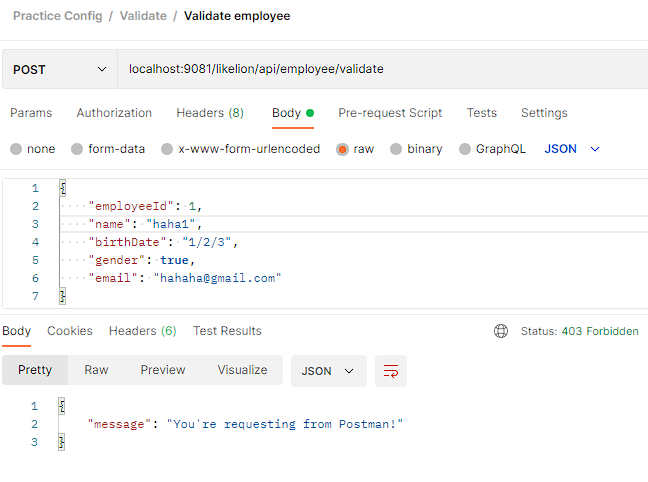 Practice Config / Validate / Validate employee
POST localhost:9081/likelion/api/employee/validate
Params Authorization Headers (8) Body Pre-request Script Tests Settings
none form-data x-www-form-urlencoded raw binary GraphQL JSON
1 {
2 ····"employeeId": 1,
3 ····"name": "haha1",
4 ····"birthDate": "1/2/3",
5 ····"gender": true,
6 ····"email": "hahaha@gmail.com"
7 }
Body Cookies Headers (6) Test Results Status: 403 Forbidden
Pretty Raw Preview Visualize JSON
1 {
2 "message": "You're requesting from Postman!"
3 }